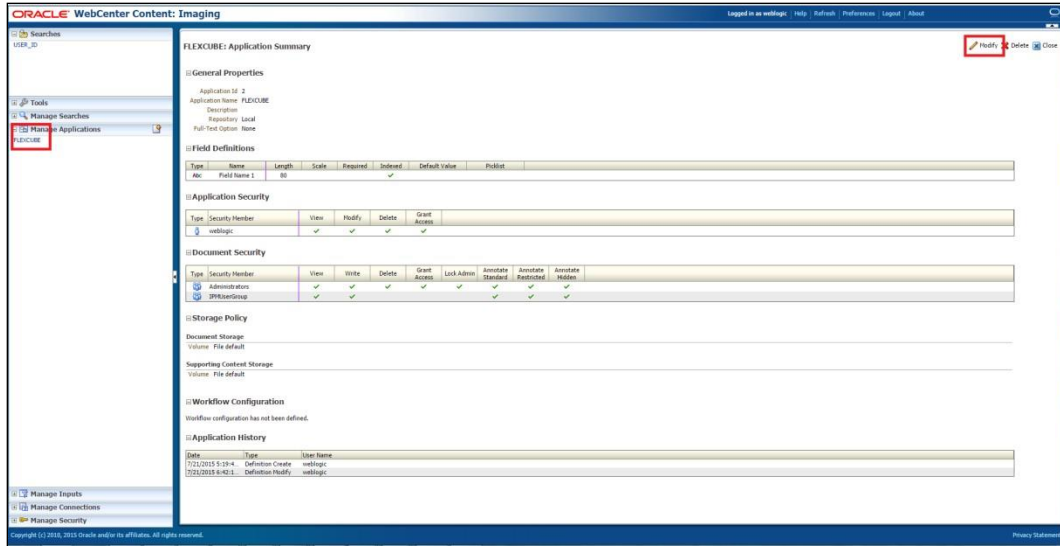 ORACLE WebCenter Content: Imaging
Logged in as weblogic Help Refresh Preferences Logout About
Searches
USER_ID
Tools
Manage Searches
Manage Applications
FLEXCUBE
Manage Inputs
Manage Connections
Manage Security
FLEXCUBE: Application Summary
Modify Delete Close
General Properties
Application Id 2
Application Name FLEXCUBE
Description
Repository Local
Full-Text Option None
Field Definitions
Type Name Length Scale Required Indexed Default Value Picklist
Abc Field Name 1 80
Application Security
Type Security Member View Modify Delete Grant Access
weblogic
Document Security
Type Security Member View Write Delete Grant Access Lock Admin Annotate Standard Annotate Restricted Annotate Hidden
Administrators
IPMUserGroup
Storage Policy
Document Storage
Volume File default
Supporting Content Storage
Volume File default
Workflow Configuration
Workflow configuration has not been defined.
Application History
Date Type User Name
7/21/2015 5:19:4... Definition Create weblogic
7/21/2015 6:42:1... Definition Modify weblogic
Copyright (c) 2010, 2015 Oracle and/or its affiliates. All rights reserved.
Privacy Statement